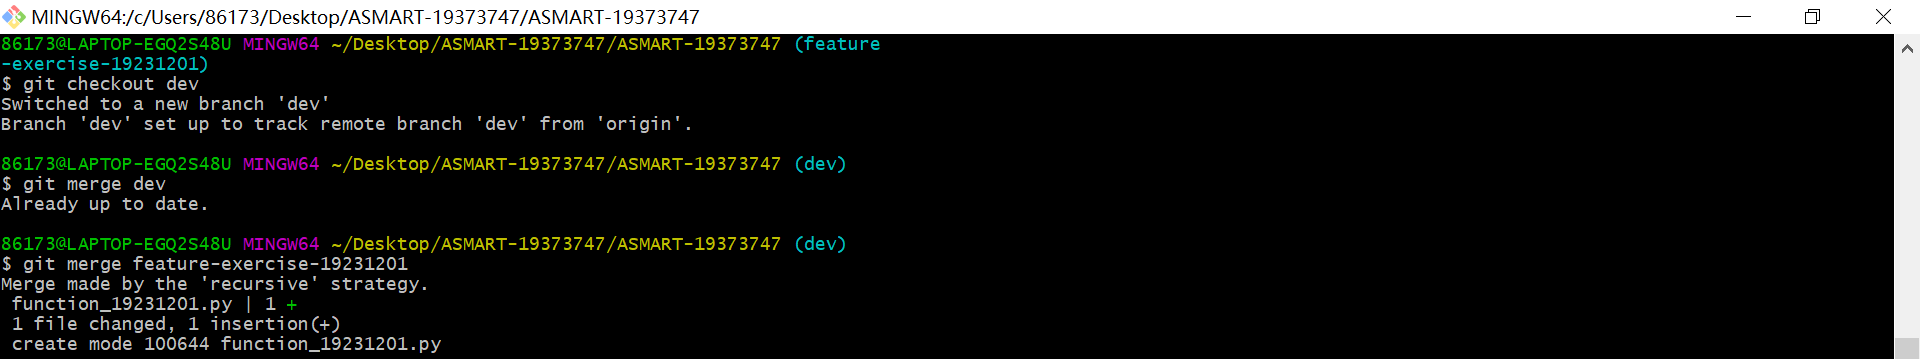 MINGW64:/c/Users/86173/Desktop/ASMART-19373747/ASMART-19373747
86173@LAPTOP-EGQ2S48U MINGW64 ~/Desktop/ASMART-19373747/ASMART-19373747 (feature
-exercise-19231201)
$ git checkout dev
Switched to a new branch 'dev'
Branch 'dev' set up to track remote branch 'dev' from 'origin'.
86173@LAPTOP-EGQ2S48U MINGW64 ~/Desktop/ASMART-19373747/ASMART-19373747 (dev)
$ git merge dev
Already up to date.
86173@LAPTOP-EGQ2S48U MINGW64 ~/Desktop/ASMART-19373747/ASMART-19373747 (dev)
$ git merge feature-exercise-19231201
Merge made by the 'recursive' strategy.
 function_19231201.py | 1 +
 1 file changed, 1 insertion(+)
 create mode 100644 function_19231201.py